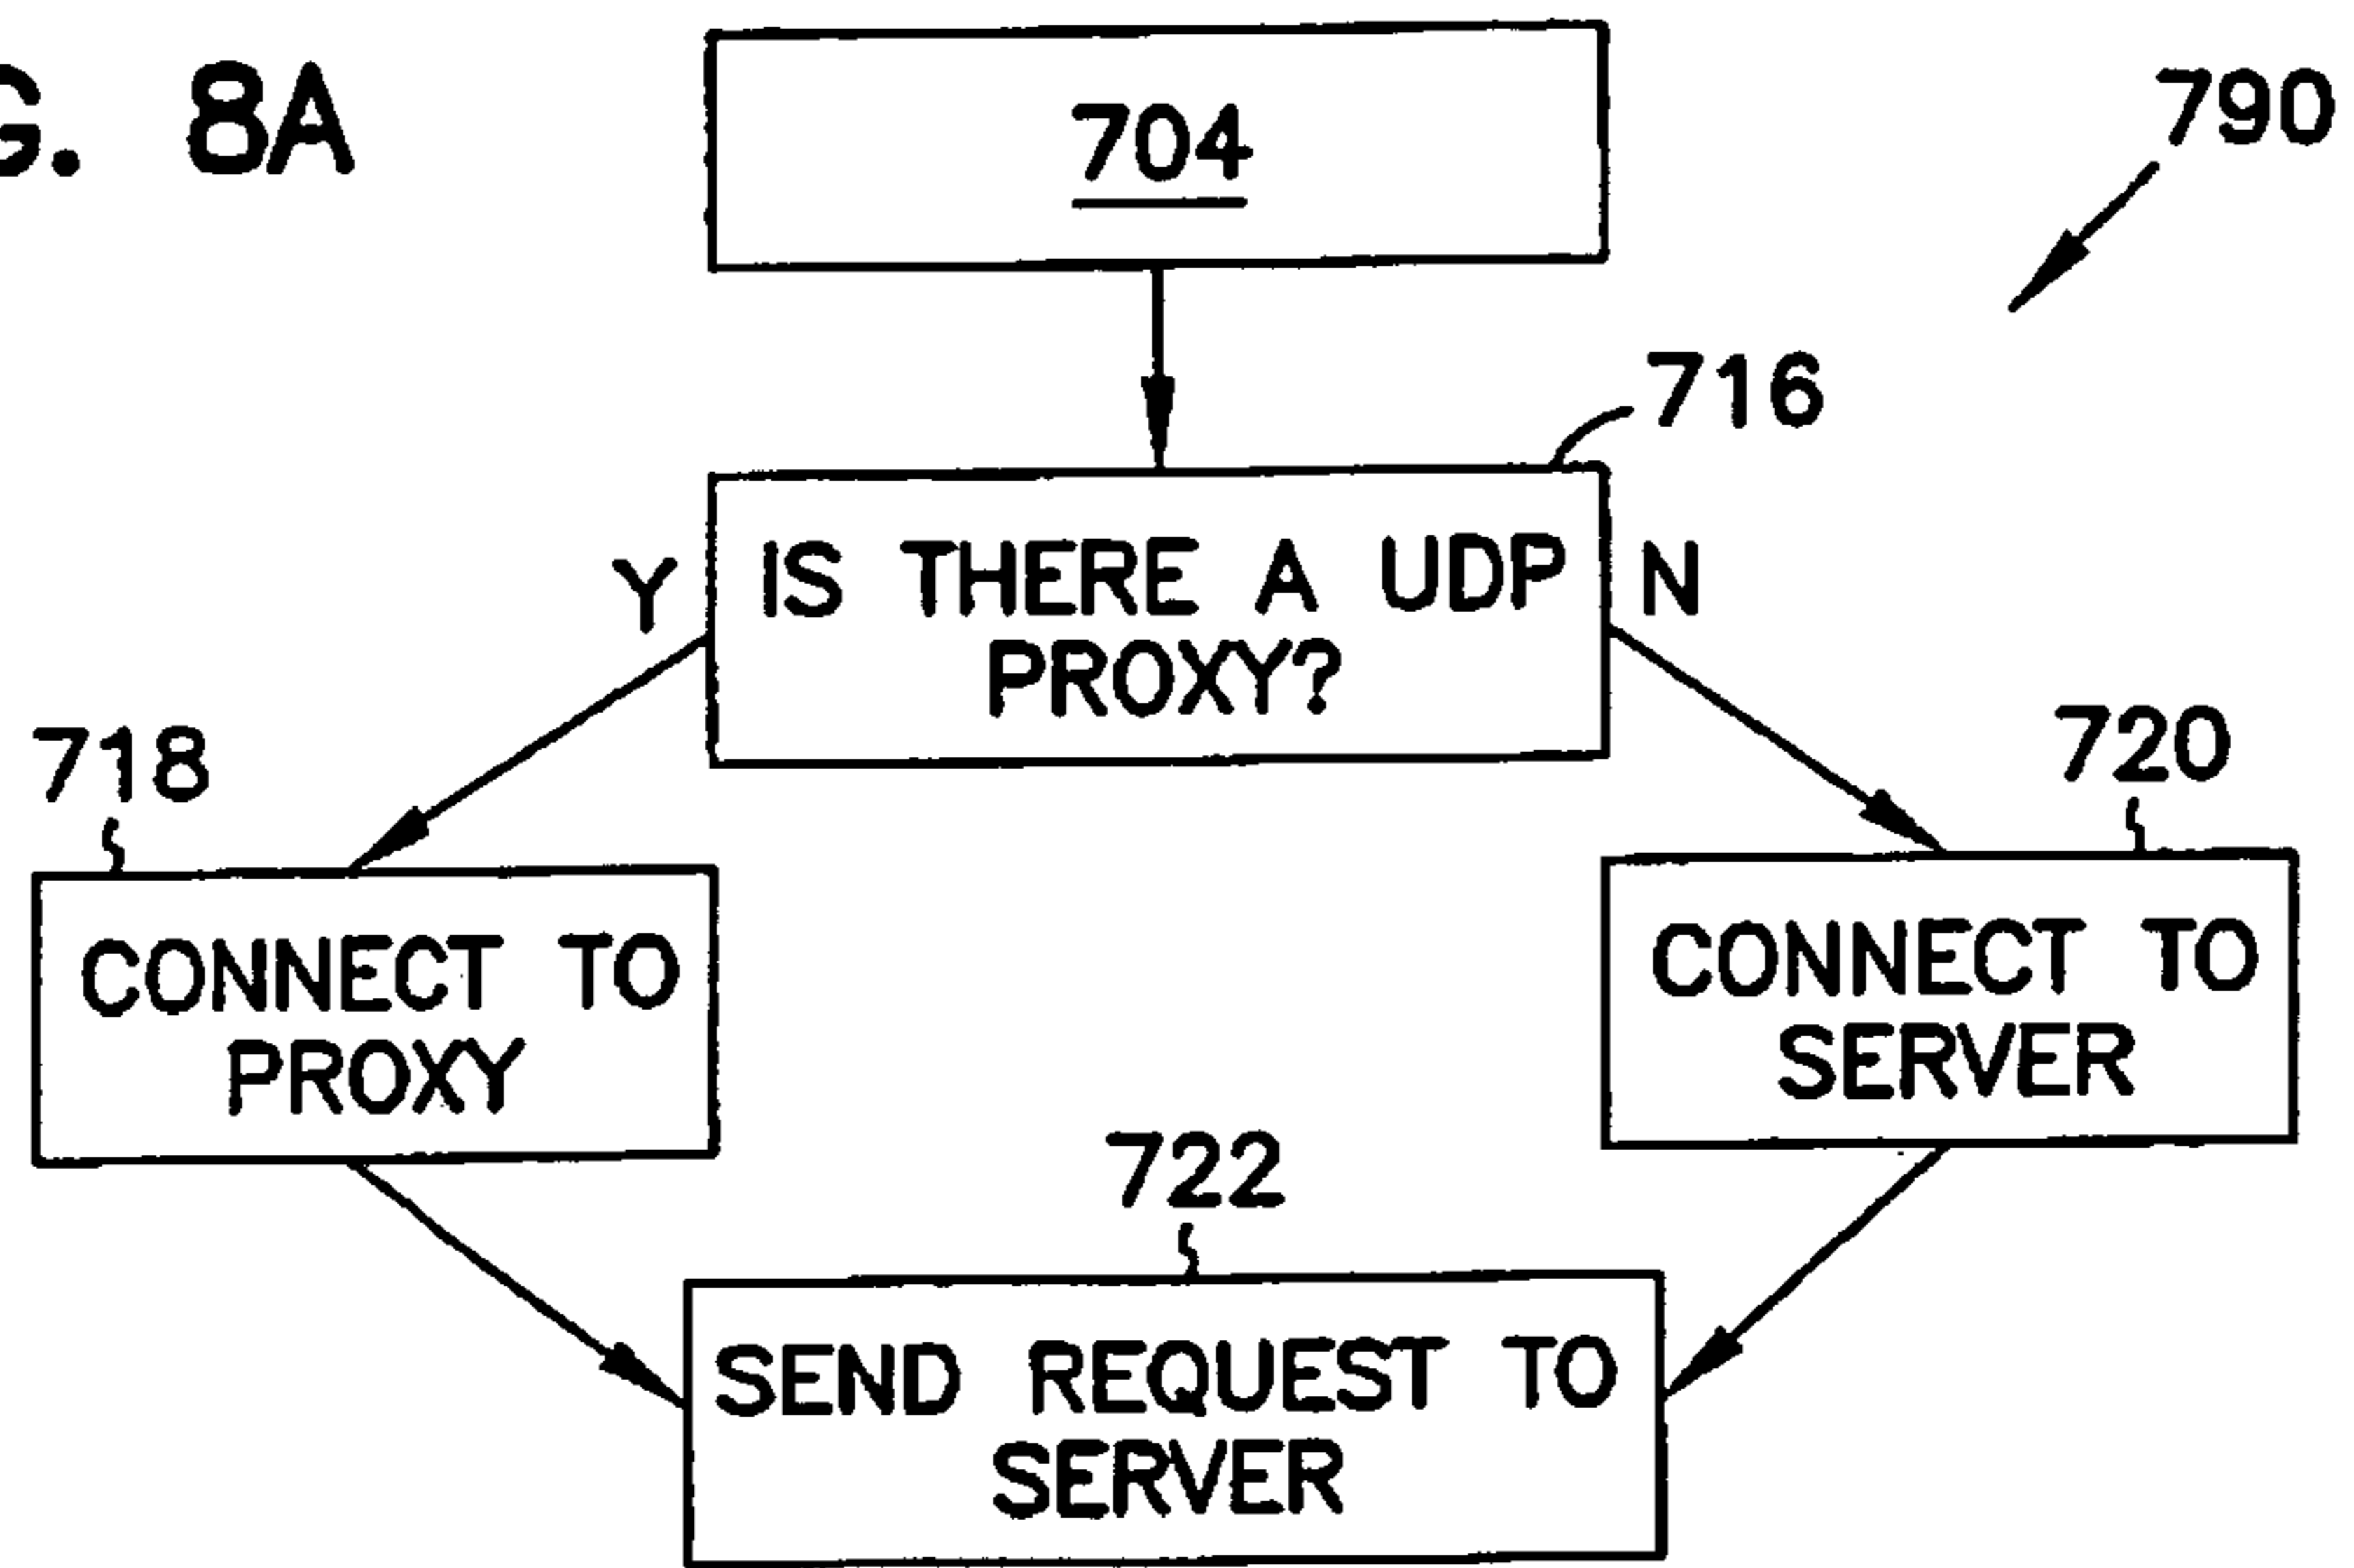 G. 8A
704
790
716
Y
IS THERE A UDP
PROXY?
N
718
720
CONNECT TO
PROXY
CONNECT TO
SERVER
722
SEND REQUEST TO
SERVER